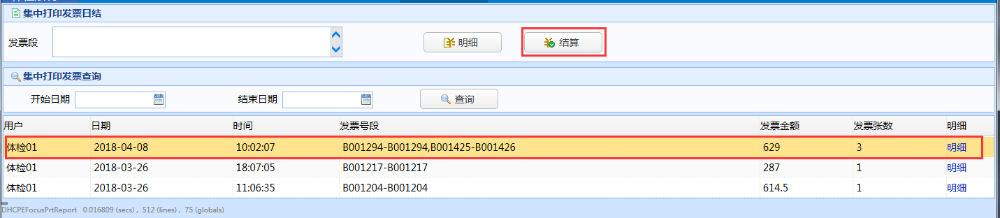 集中打印发票日结
发票段 明细 结算
集中打印发票查询
开始日期 结束日期 查询
用户 日期 时间 发票号段 发票金额 发票张数 明细
体检01 2018-04-08 10:02:07 B001294-B001294,B001425-B001426 629 3 明细
体检01 2018-03-26 18:07:05 B001217-B001217 287 1 明细
体检01 2018-03-26 11:06:35 B001204-B001204 614.5 1 明细
DHCPEFocusPrtReport 0.016809 (secs) , 512 (lines) , 75 (globals)